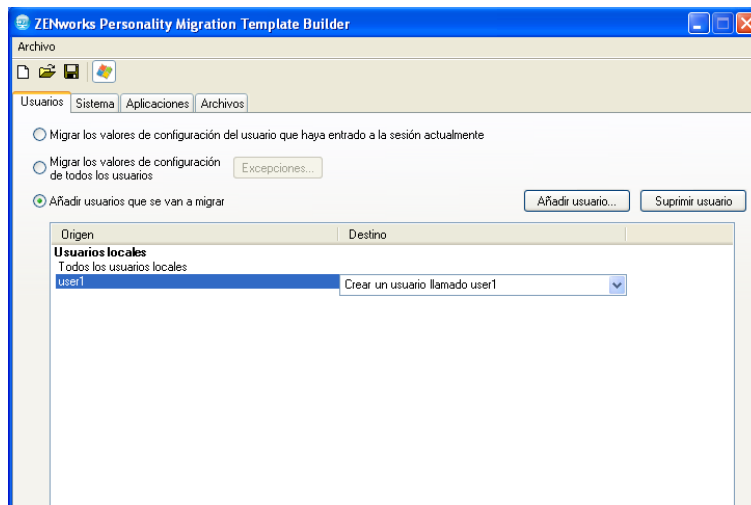 ZENworks Personality Migration Template Builder
Archivo
Usuarios Sistema Aplicaciones Archivos
Migrar los valores de configuración del usuario que haya entrado a la sesión actualmente
Migrar los valores de configuración
de todos los usuarios
Excepciones...
Añadir usuarios que se van a migrar
Añadir usuario... Suprimir usuario
Origen Destino
Usuarios locales
Todos los usuarios locales
user1 Crear un usuario llamado user1